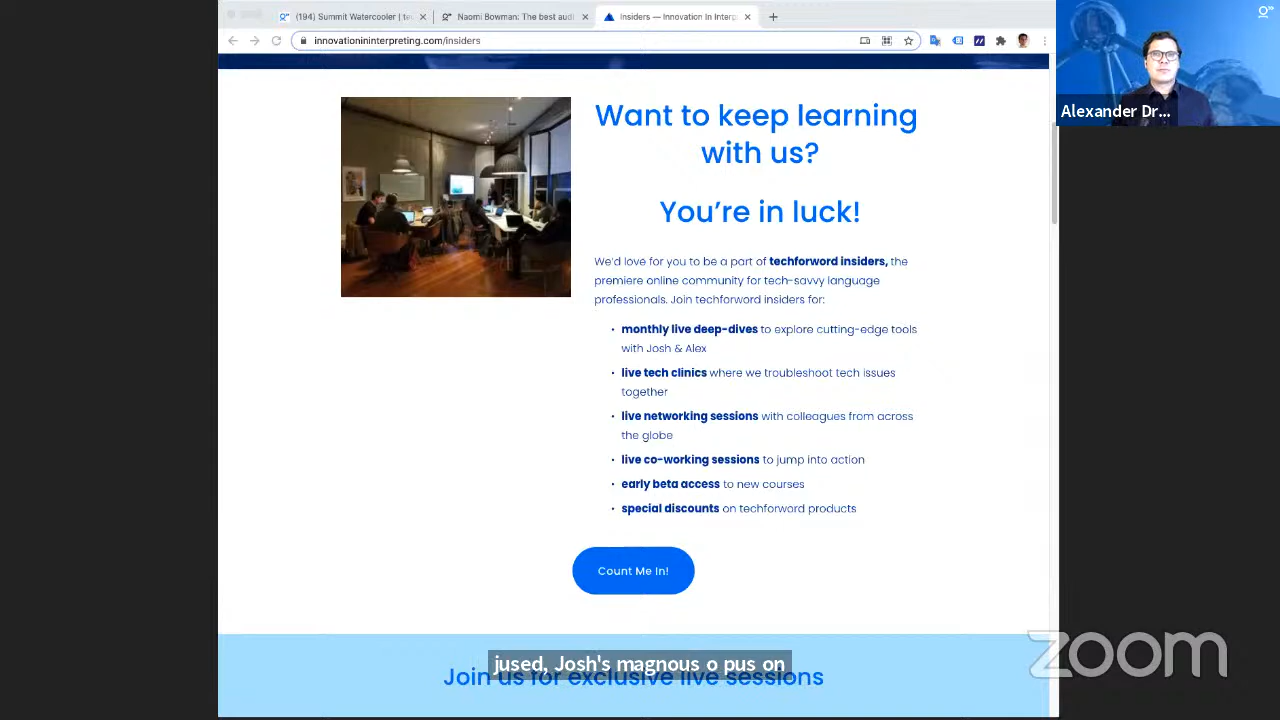 (194) Summit Watercooler | te
Naomi Bowman: The best audi
Insiders — Innovation In Interp
innovationininterpreting.com/insiders
Alexander Dr...
Want to keep learning
with us?
You're in luck!
We'd love for you to be a part of techforword insiders, the
premiere online community for tech-savvy language
professionals. Join techforword insiders for:
• monthly live deep-dives to explore cutting-edge tools
with Josh & Alex
• live tech clinics where we troubleshoot tech issues
together
• live networking sessions with colleagues from across
the globe
• live co-working sessions to jump into action
• early beta access to new courses
• special discounts on techforword products
Count Me In!
jused, Josh's magnous o pus on
Join us for exclusive live sessions
zoom